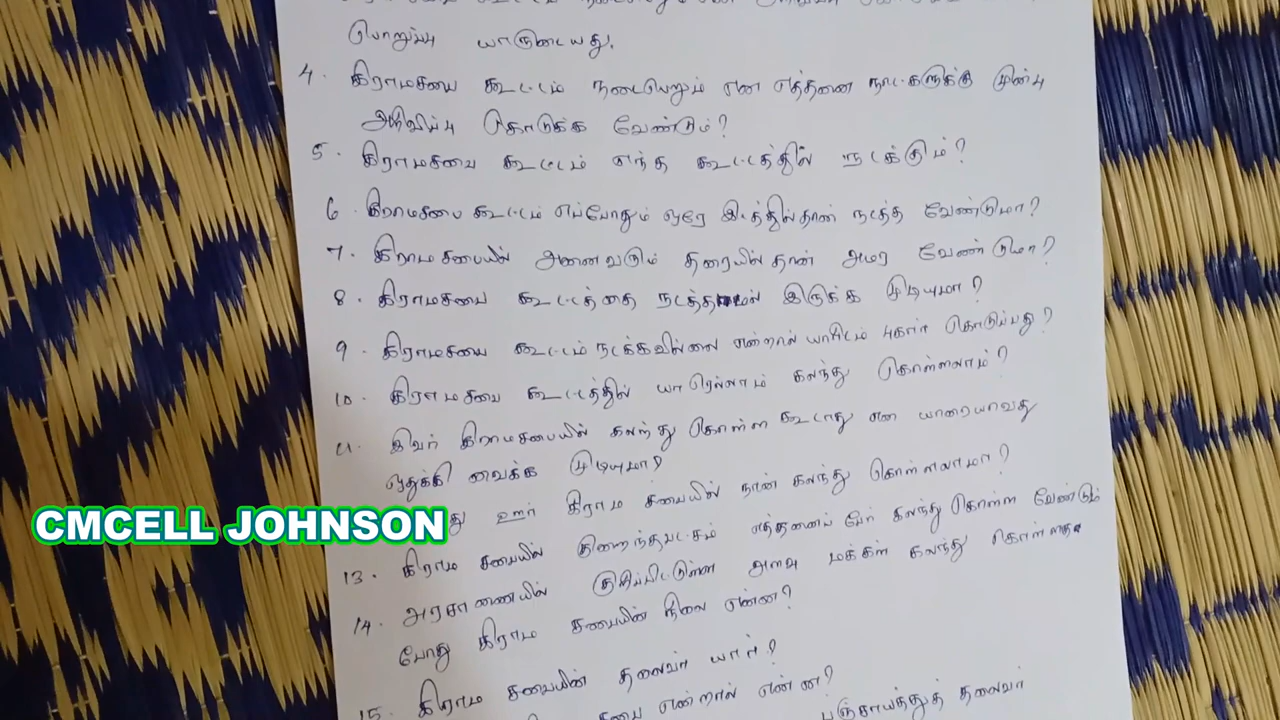 பொறுப்பு யாருடையது.
4. கிராமசபை கூட்டம் நடைபெறும் என எத்தனை நாட்களுக்கு முன்பு
அறிவிப்பு கொடுக்க வேண்டும்?
5. கிராமசபை கூட்டம் எந்த கூட்டத்தில் நடக்கும்?
6. கிராமசபை கூட்டம் எப்போதும் ஒரே இடத்தில்தான் நடத்த வேண்டுமா?
7. கிராம சபையில் அனைவரும் தரையில்தான் அமர வேண்டுமா?
8. கிராமசபை கூட்டத்தை நடத்தாமல் இருக்க முடியுமா?
9. கிராமசபை கூட்டம் நடக்கவில்லை என்றால் யாரிடம் புகார் கொடுப்பது?
10. கிராமசபை கூட்டத்தில் யாரெல்லாம் கலந்து கொள்ளலாம்?
11. இவர் கிராமசபையில் கலந்து கொள்ள கூடாது என யாரையாவது
ஒதுக்கி வைக்க முடியுமா?
ஊர் கிராம சபையில் நான் கலந்து கொள்ளலாமா?
CMCELL JOHNSON
13. கிராம சபையில் குறைந்தபட்சம் எத்தனைப் பேர் கலந்து கொள்ள வேண்டும்
14. அரசாணையில் குறிப்பிட்டுள்ள அளவு மக்கள் கலந்து கொள்ளாத
போது கிராம சபையின் நிலை என்ன?
15. கிராம சபையின் தலைவர் யார்?
சபை என்றால் என்ன?
பஞ்சாயத்துத் தலைவர்